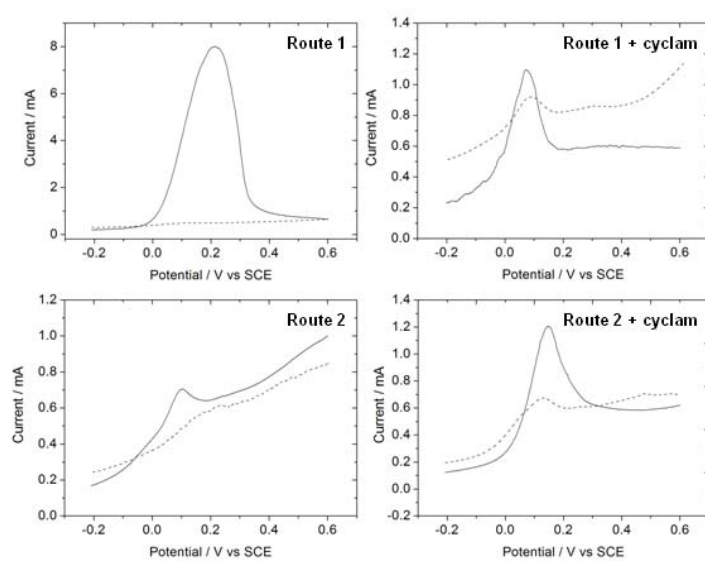 Route 1
8
6
4
2
0
Current / mA
-0.2 0.0 0.2 0.4 0.6
Potential / V vs SCE
Route 1 + cyclam
1.4
1.2
1.0
0.8
0.6
0.4
0.2
0.0
Current / mA
-0.2 0.0 0.2 0.4 0.6
Potential / V vs SCE
Route 2
1.2
1.0
0.8
0.6
0.4
0.2
0.0
Current / mA
-0.2 0.0 0.2 0.4 0.6
Potential / V vs SCE
Route 2 + cyclam
1.4
1.2
1.0
0.8
0.6
0.4
0.2
0.0
-0.2
Current / mA
-0.2 0.0 0.2 0.4 0.6
Potential / V vs SCE